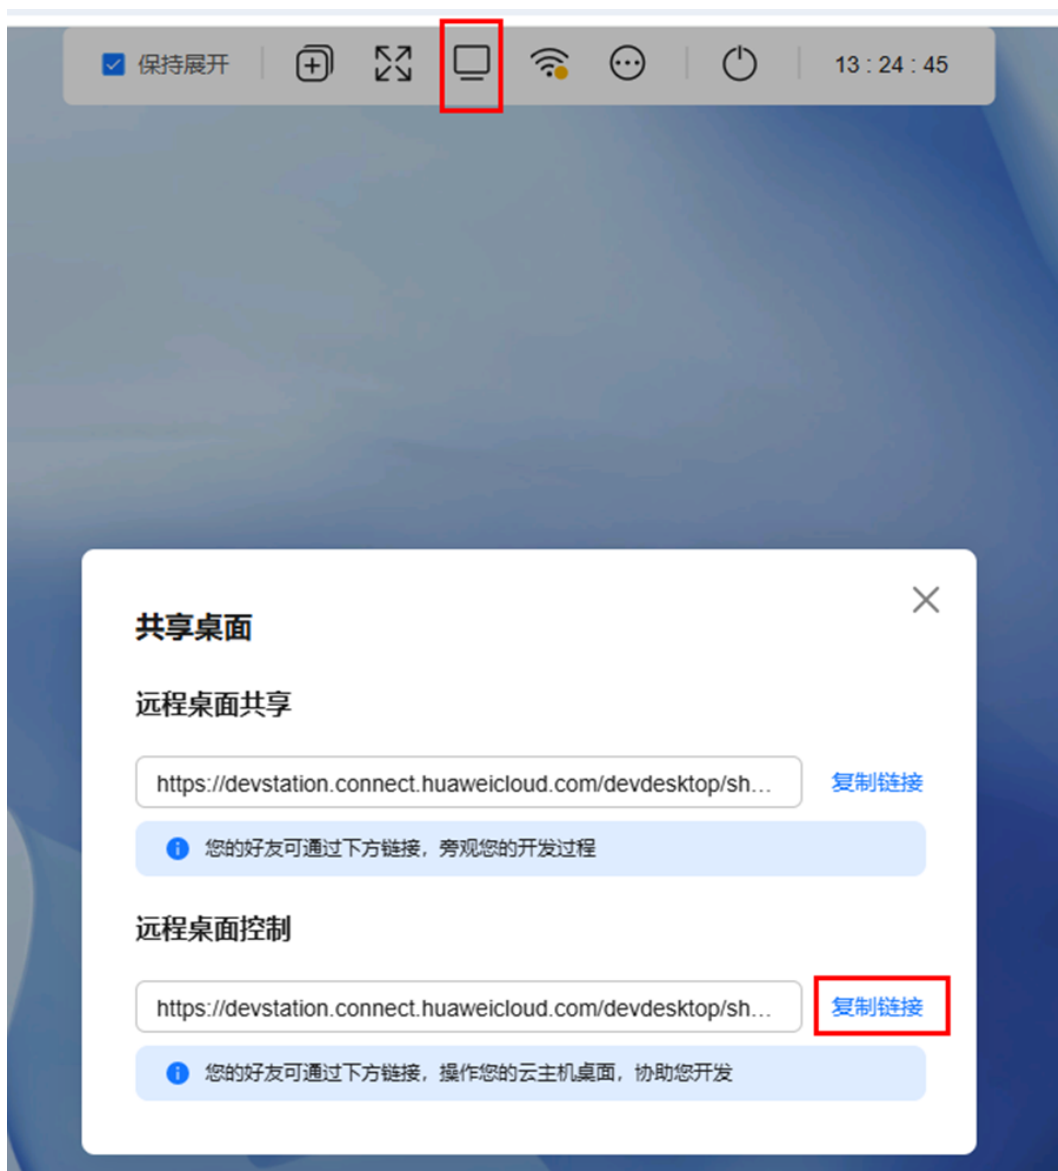 保持展开 13 : 24 : 45
共享桌面
远程桌面共享
https://devstation.connect.huaweicloud.com/devdesktop/sh... 复制链接
您的好友可通过下方链接，旁观您的开发过程
远程桌面控制
https://devstation.connect.huaweicloud.com/devdesktop/sh... 复制链接
您的好友可通过下方链接，操作您的云主机桌面，协助您开发